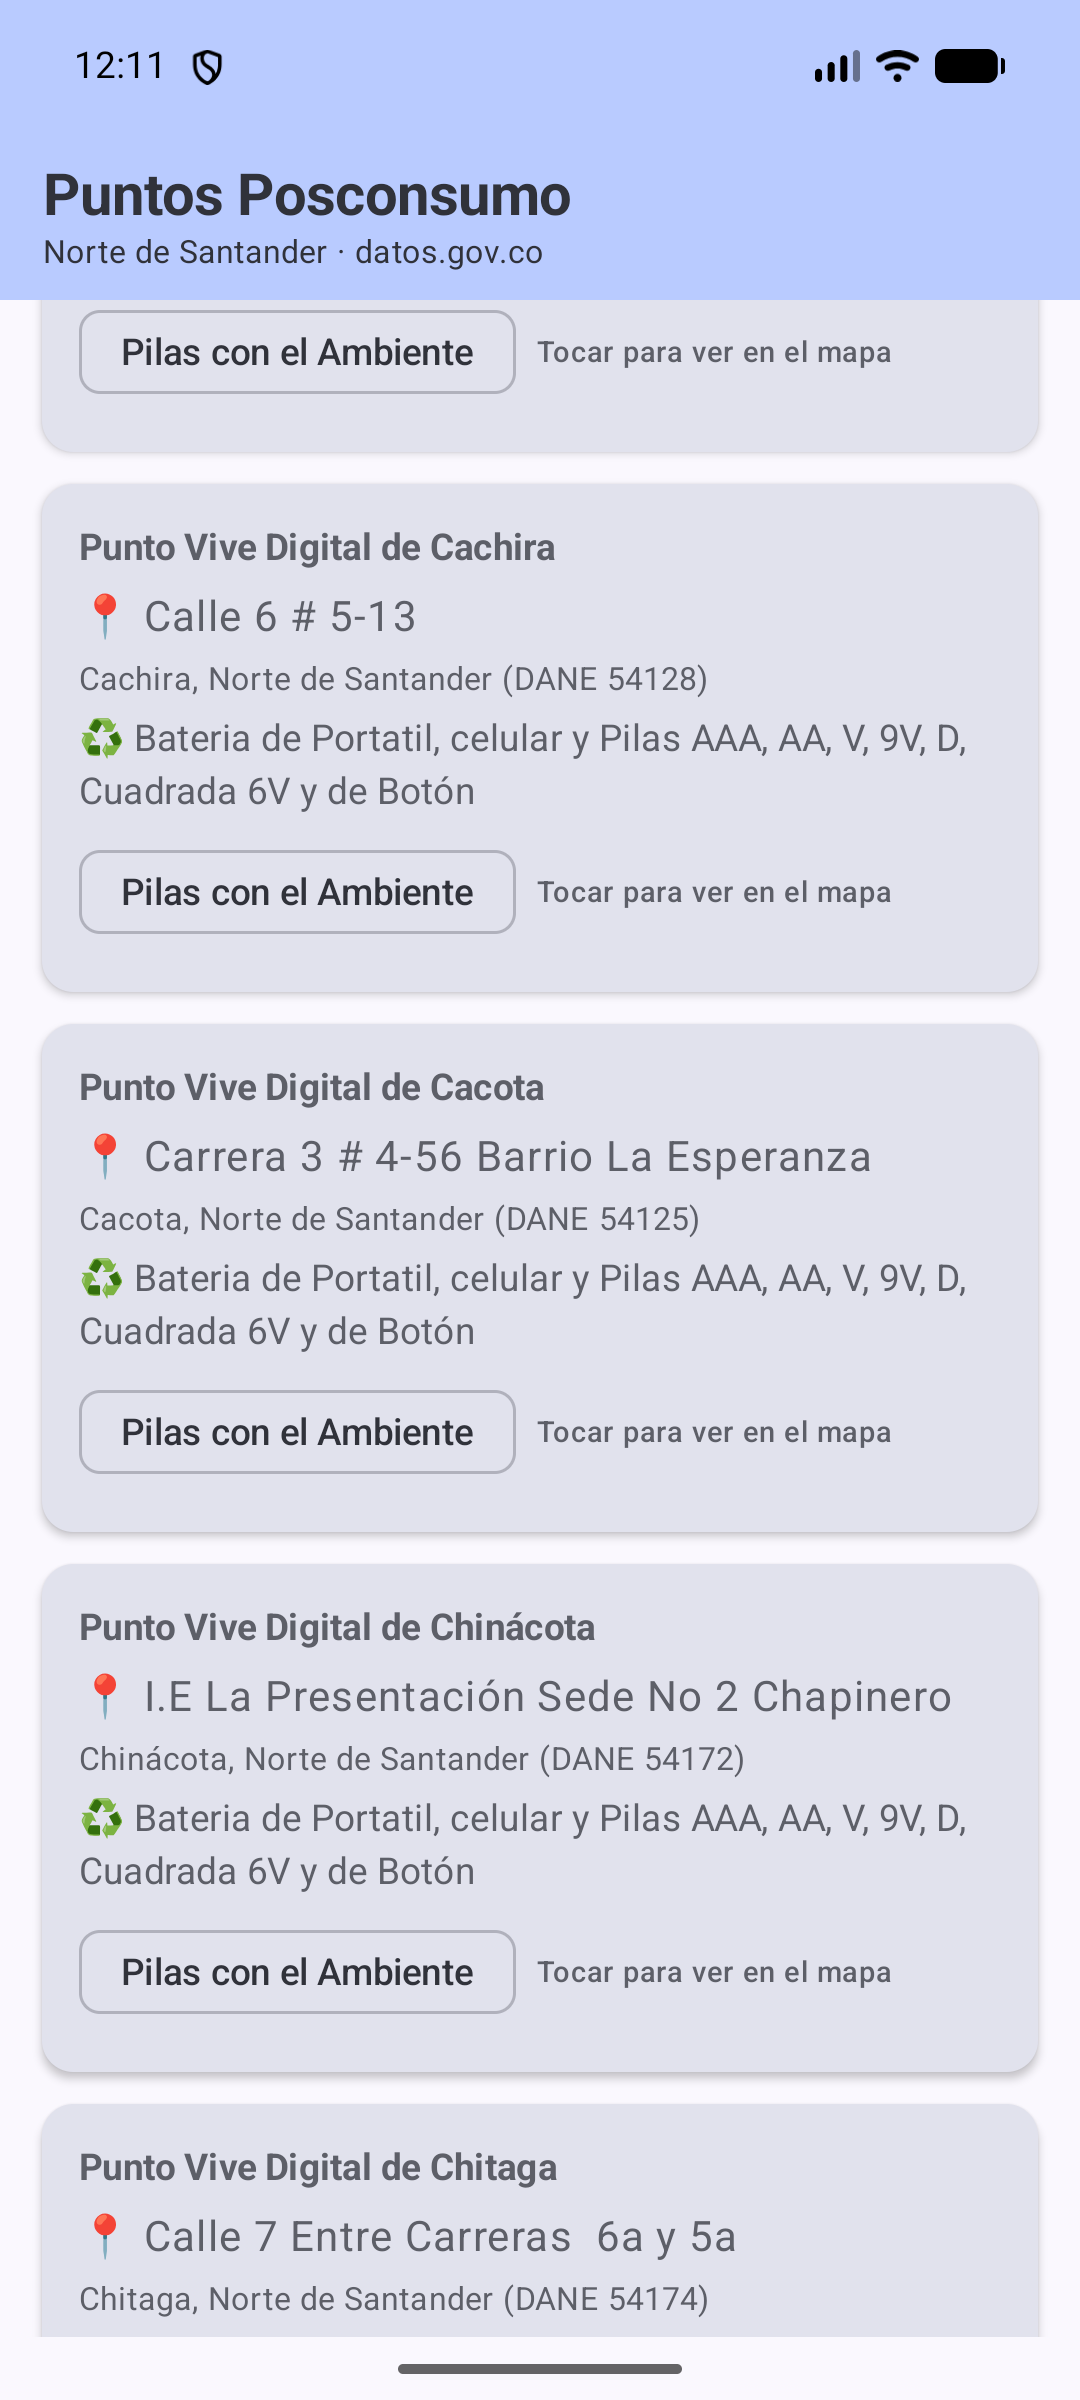 12:11
Puntos Posconsumo
Norte de Santander · datos.gov.co
Pilas con el Ambiente Tocar para ver en el mapa
Punto Vive Digital de Cachira
📍 Calle 6 # 5-13
Cachira, Norte de Santander (DANE 54128)
♻️ Bateria de Portatil, celular y Pilas AAA, AA, V, 9V, D,
Cuadrada 6V y de Botón
Pilas con el Ambiente Tocar para ver en el mapa
Punto Vive Digital de Cacota
📍 Carrera 3 # 4-56 Barrio La Esperanza
Cacota, Norte de Santander (DANE 54125)
♻️ Bateria de Portatil, celular y Pilas AAA, AA, V, 9V, D,
Cuadrada 6V y de Botón
Pilas con el Ambiente Tocar para ver en el mapa
Punto Vive Digital de Chinácota
📍 I.E La Presentación Sede No 2 Chapinero
Chinácota, Norte de Santander (DANE 54172)
♻️ Bateria de Portatil, celular y Pilas AAA, AA, V, 9V, D,
Cuadrada 6V y de Botón
Pilas con el Ambiente Tocar para ver en el mapa
Punto Vive Digital de Chitaga
📍 Calle 7 Entre Carreras  6a y 5a
Chitaga, Norte de Santander (DANE 54174)